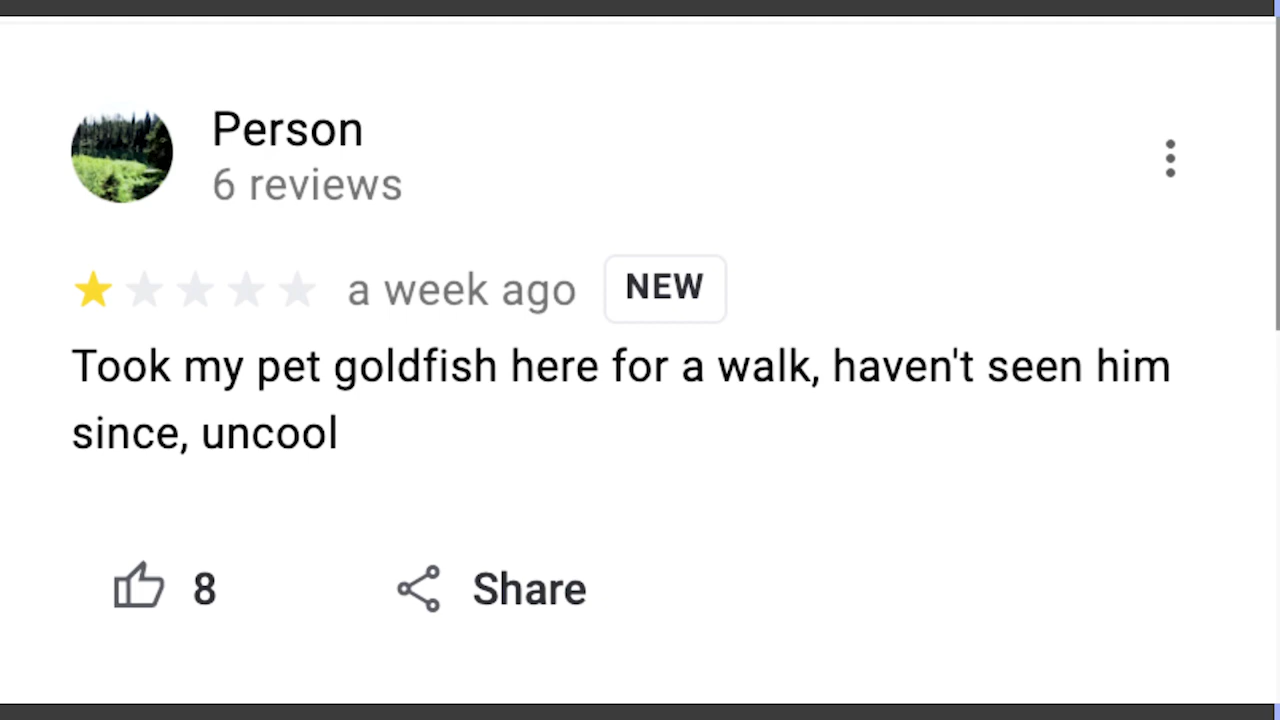 Person
6 reviews
a week ago NEW
Took my pet goldfish here for a walk, haven't seen him
since, uncool
8 Share